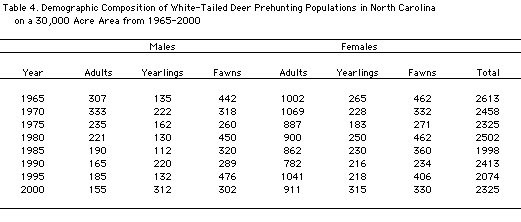 Table 4. Demographic Composition of White-Tailed Deer Prehunting Populations in North Carolina
on a 30,000 Acre Area from 1965-2000
Males Females
Year Adults Yearlings Fawns Adults Yearlings Fawns Total
1965 307 135 442 1002 265 462 2613
1970 333 222 318 1069 228 332 2458
1975 235 162 260 887 183 271 2325
1980 221 130 450 900 250 462 2502
1985 190 112 320 862 230 360 1998
1990 165 220 289 782 216 234 2413
1995 185 132 476 1041 218 406 2074
2000 155 312 302 911 315 330 2325